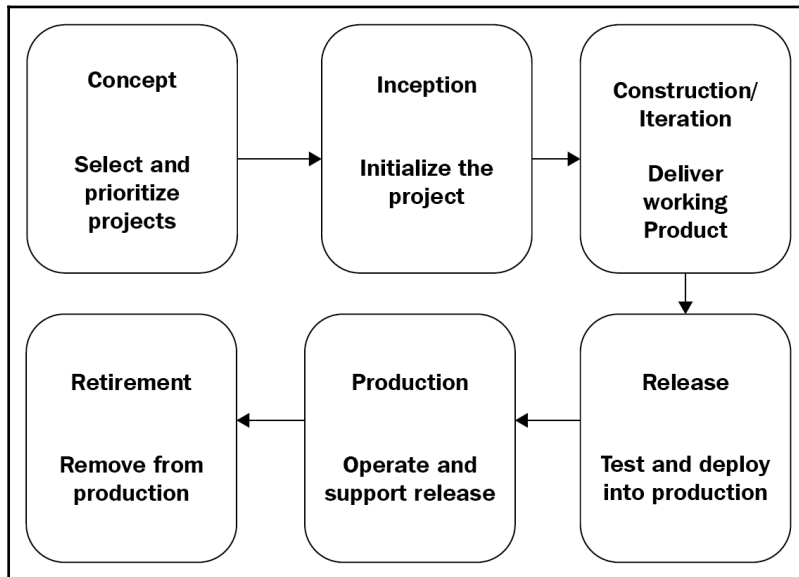 Concept
Select and
prioritize
projects
Inception
Initialize the
project
Construction/
Iteration
Deliver
working
Product
Retirement
Remove from
production
Production
Operate and
support release
Release
Test and deploy
into production